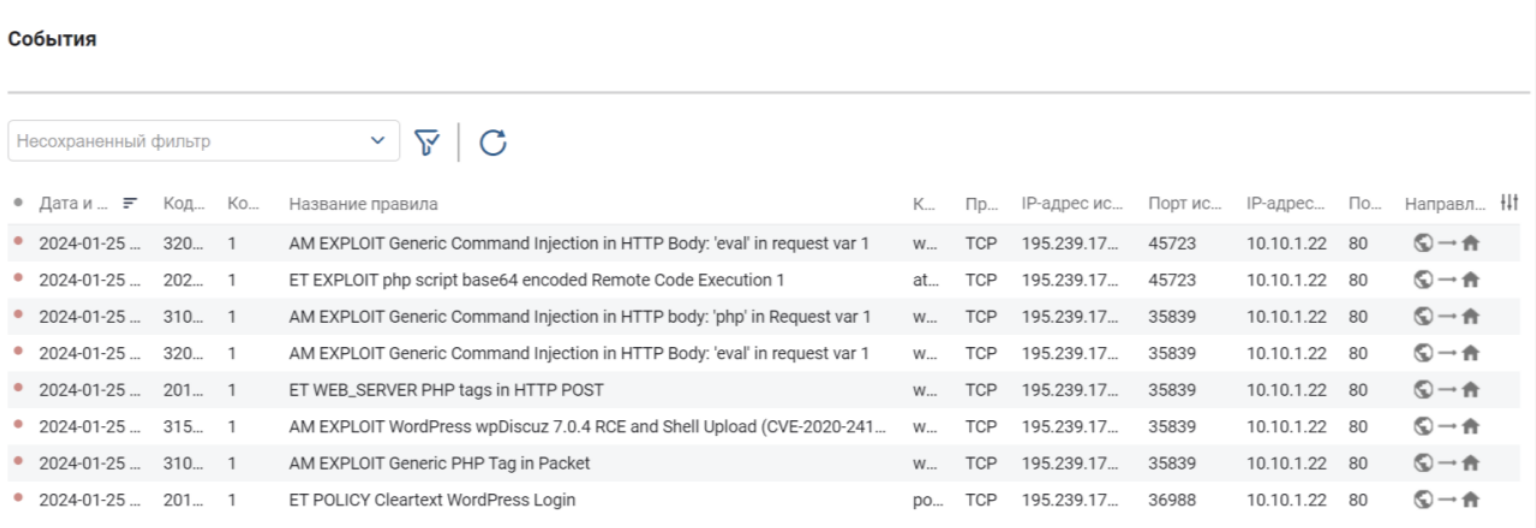 События
Несохраненный фильтр
Дата и ... Код... Ко... Название правила К... Пр... IP-адрес ис... Порт ис... IP-адрес... По... Направл...
2024-01-25 ... 320... 1 AM EXPLOIT Generic Command Injection in HTTP Body: 'eval' in request var 1 w... TCP 195.239.17... 45723 10.10.1.22 80
2024-01-25 ... 202... 1 ET EXPLOIT php script base64 encoded Remote Code Execution 1 at... TCP 195.239.17... 45723 10.10.1.22 80
2024-01-25 ... 310... 1 AM EXPLOIT Generic Command Injection in HTTP body: 'php' in Request var 1 w... TCP 195.239.17... 35839 10.10.1.22 80
2024-01-25 ... 320... 1 AM EXPLOIT Generic Command Injection in HTTP Body: 'eval' in request var 1 w... TCP 195.239.17... 35839 10.10.1.22 80
2024-01-25 ... 201... 1 ET WEB_SERVER PHP tags in HTTP POST w... TCP 195.239.17... 35839 10.10.1.22 80
2024-01-25 ... 315... 1 AM EXPLOIT WordPress wpDiscuz 7.0.4 RCE and Shell Upload (CVE-2020-241... w... TCP 195.239.17... 35839 10.10.1.22 80
2024-01-25 ... 310... 1 AM EXPLOIT Generic PHP Tag in Packet w... TCP 195.239.17... 35839 10.10.1.22 80
2024-01-25 ... 201... 1 ET POLICY Cleartext WordPress Login po... TCP 195.239.17... 36988 10.10.1.22 80